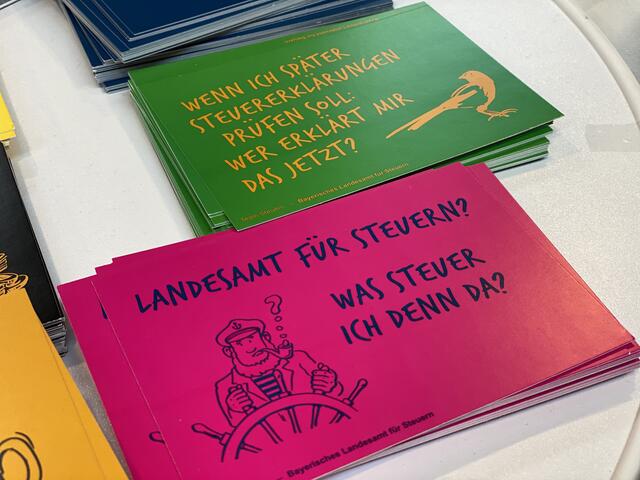 WENN ICH SPÄTER
STEUERERKLÄRUNGEN
PRÜFEN SOLL:
WER ERKLÄRT MIR
DAS JETZT?
Bayerisches Landesamt für Steuern
LANDESAMT FÜR STEUERN?
WAS STEUER
ICH DENN DA?
???
Bayerisches Landesamt für Steuern